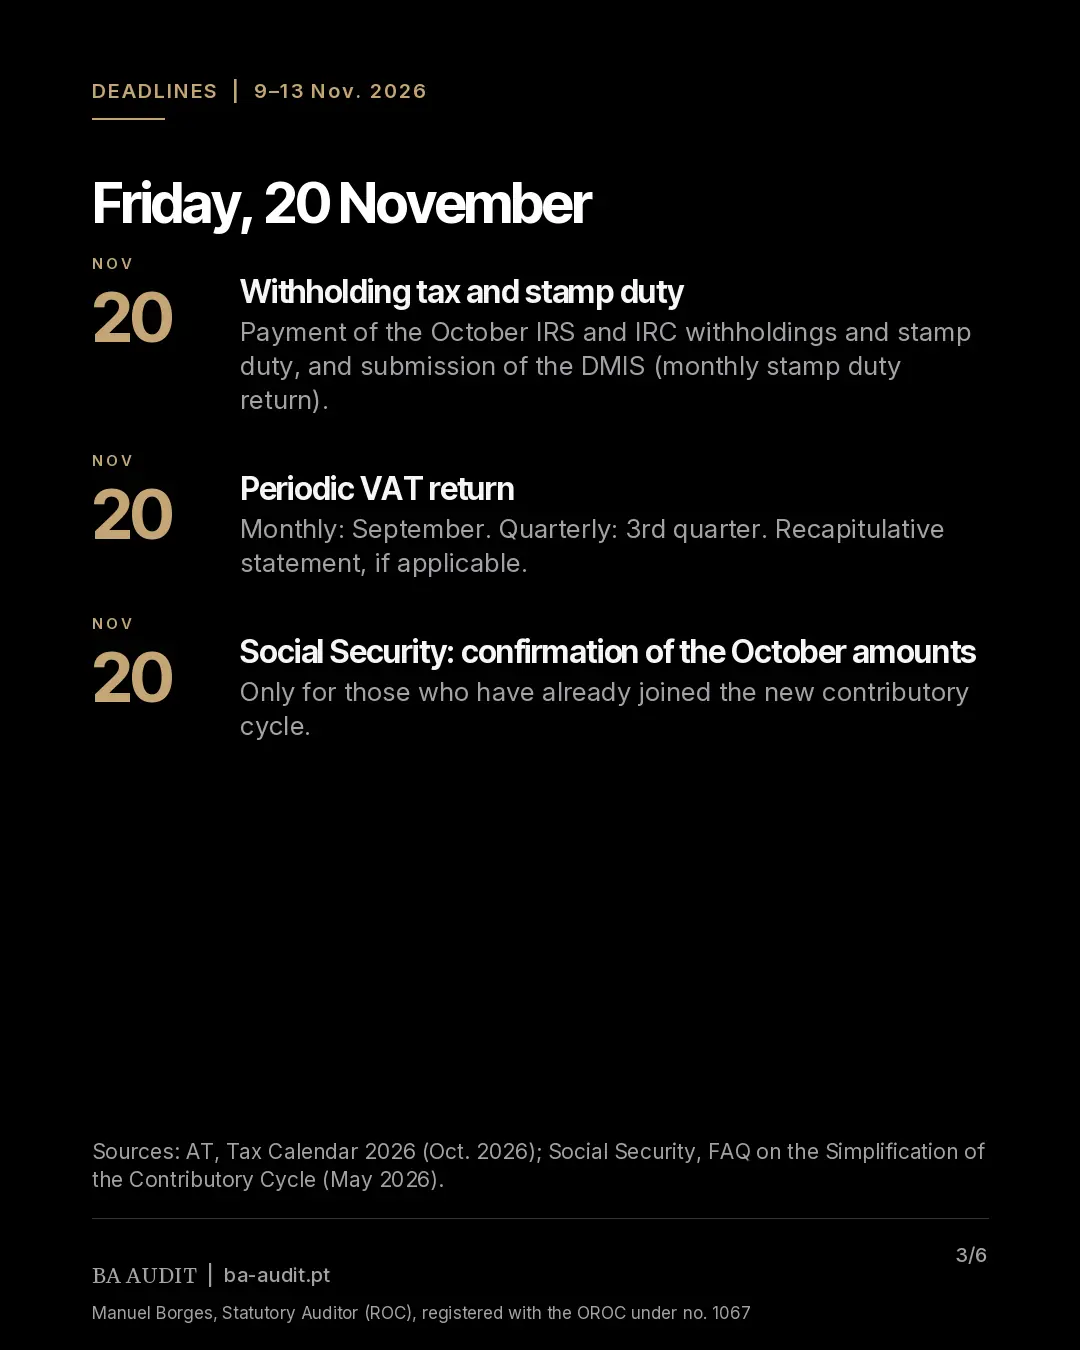 DEADLINES | 9–13 Nov. 2026
Friday, 20 November
NOV
20
Withholding tax and stamp duty
Payment of the October IRS and IRC withholdings and stamp
duty, and submission of the DMIS (monthly stamp duty
return).
NOV
20
Periodic VAT return
Monthly: September. Quarterly: 3rd quarter. Recapitulative
statement, if applicable.
NOV
20
Social Security: confirmation of the October amounts
Only for those who have already joined the new contributory
cycle.
Sources: AT, Tax Calendar 2026 (Oct. 2026); Social Security, FAQ on the Simplification of
the Contributory Cycle (May 2026).
3/6
BA AUDIT | ba-audit.pt
Manuel Borges, Statutory Auditor (ROC), registered with the OROC under no. 1067